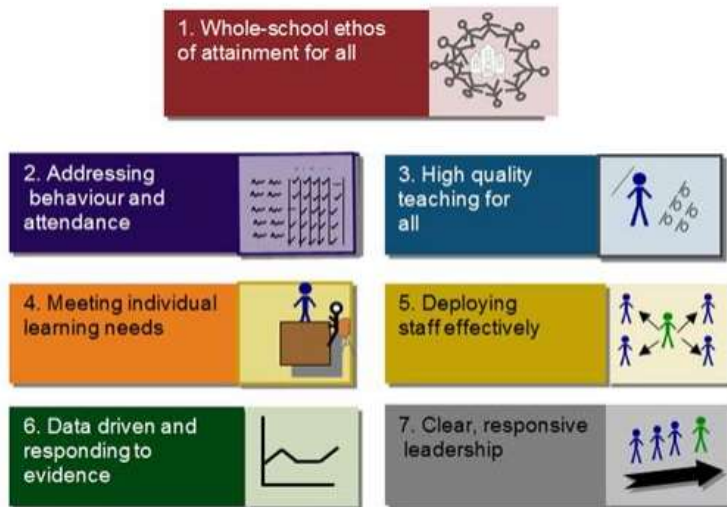 1. Whole-school ethos
of attainment for all
2. Addressing
behaviour and
attendance
3. High quality
teaching for
all
4. Meeting individual
learning needs
5. Deploying
staff effectively
6. Data driven and
responding to
evidence
7. Clear, responsive
leadership